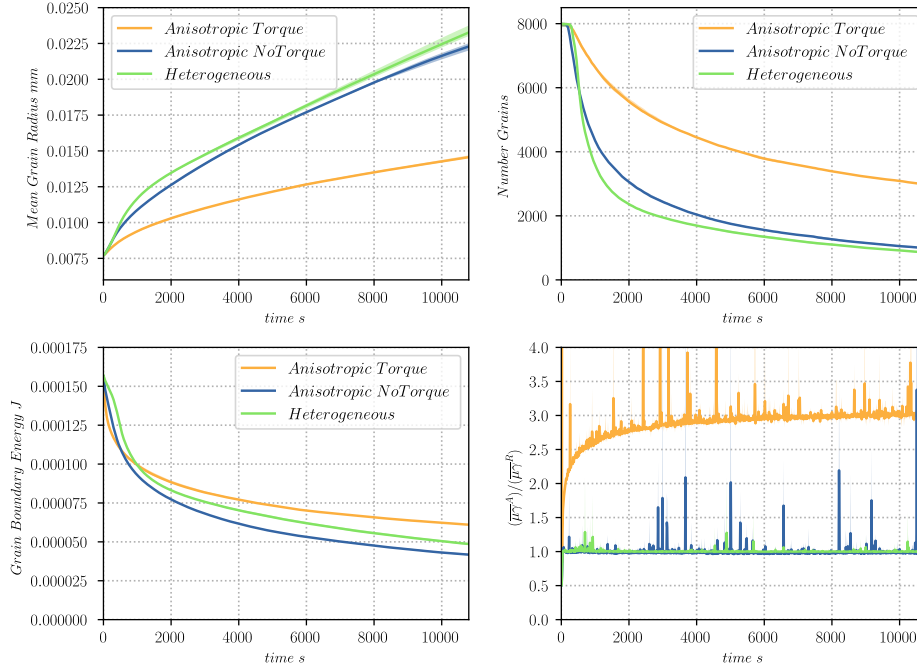 0.0250
0.0225
0.0200
0.0175
0.0150
0.0125
0.0100
0.0075
Mean Grain Radius mm
0 2000 4000 6000 8000 10000
time s
Anisotropic Torque
Anisotropic NoTorque
Heterogeneous
8000
6000
4000
2000
0
Number Grains
0 2000 4000 6000 8000 10000
time s
Anisotropic Torque
Anisotropic NoTorque
Heterogeneous
0.000175
0.000150
0.000125
0.000100
0.000075
0.000050
0.000025
0.000000
Grain Boundary Energy J
0 2000 4000 6000 8000 10000
time s
Anisotropic Torque
Anisotropic NoTorque
Heterogeneous
4.0
3.5
3.0
2.5
2.0
1.5
1.0
0.5
0.0
(μ̅γ̅ᴬ)/(μ̅γ̅ᴿ)
0 2000 4000 6000 8000 10000
time s